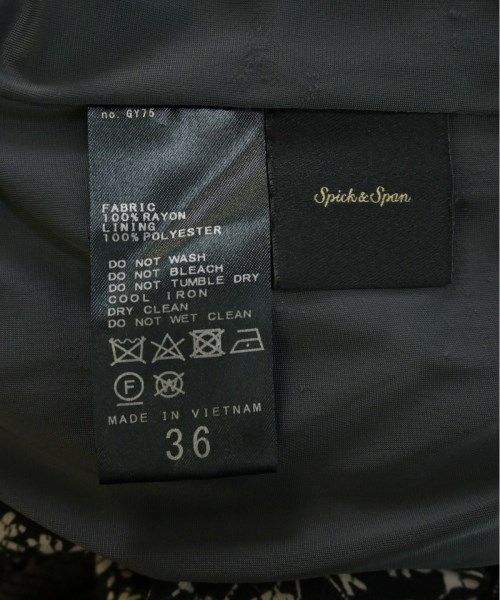 no. GY75
FABRIC
100% RAYON
LINING
100% POLYESTER
DO NOT WASH
DO NOT BLEACH
DO NOT TUMBLE DRY
COOL IRON
DRY CLEAN
DO NOT WET CLEAN
F W
MADE IN VIETNAM
36
Spick & Span